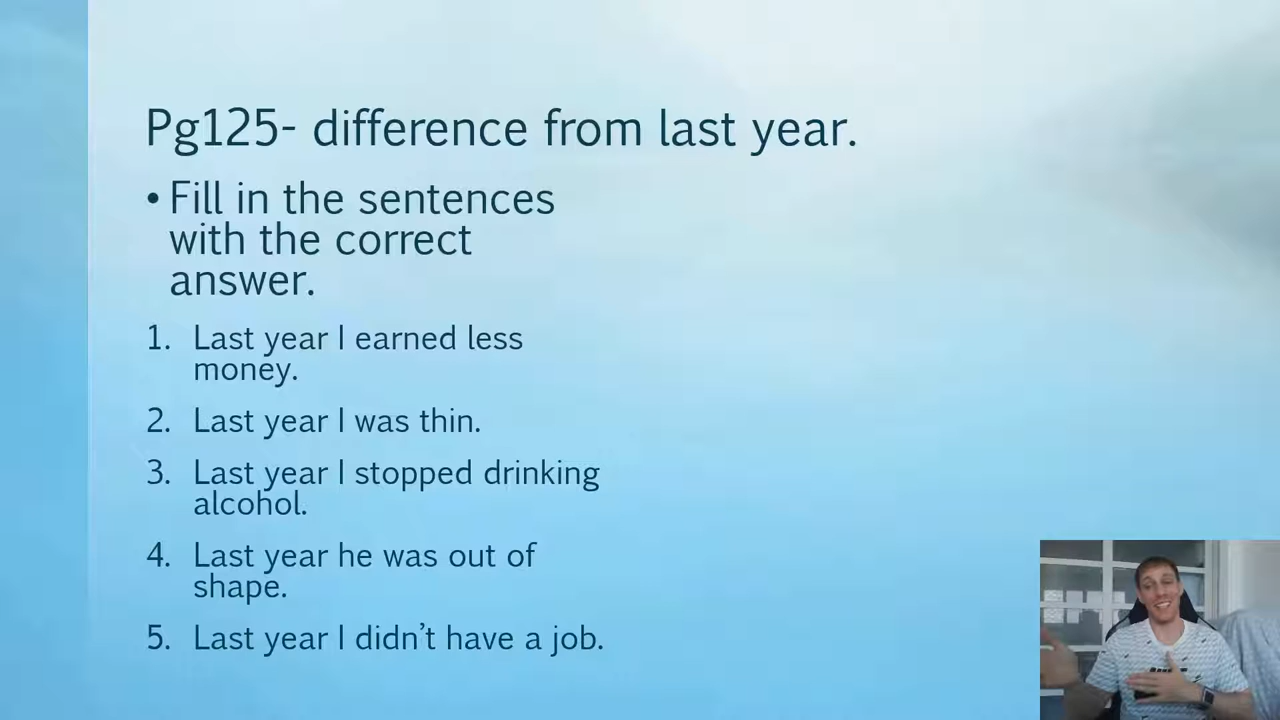 Pg125- difference from last year.
• Fill in the sentences
with the correct
answer.
1. Last year I earned less
money.
2. Last year I was thin.
3. Last year I stopped drinking
alcohol.
4. Last year he was out of
shape.
5. Last year I didn’t have a job.